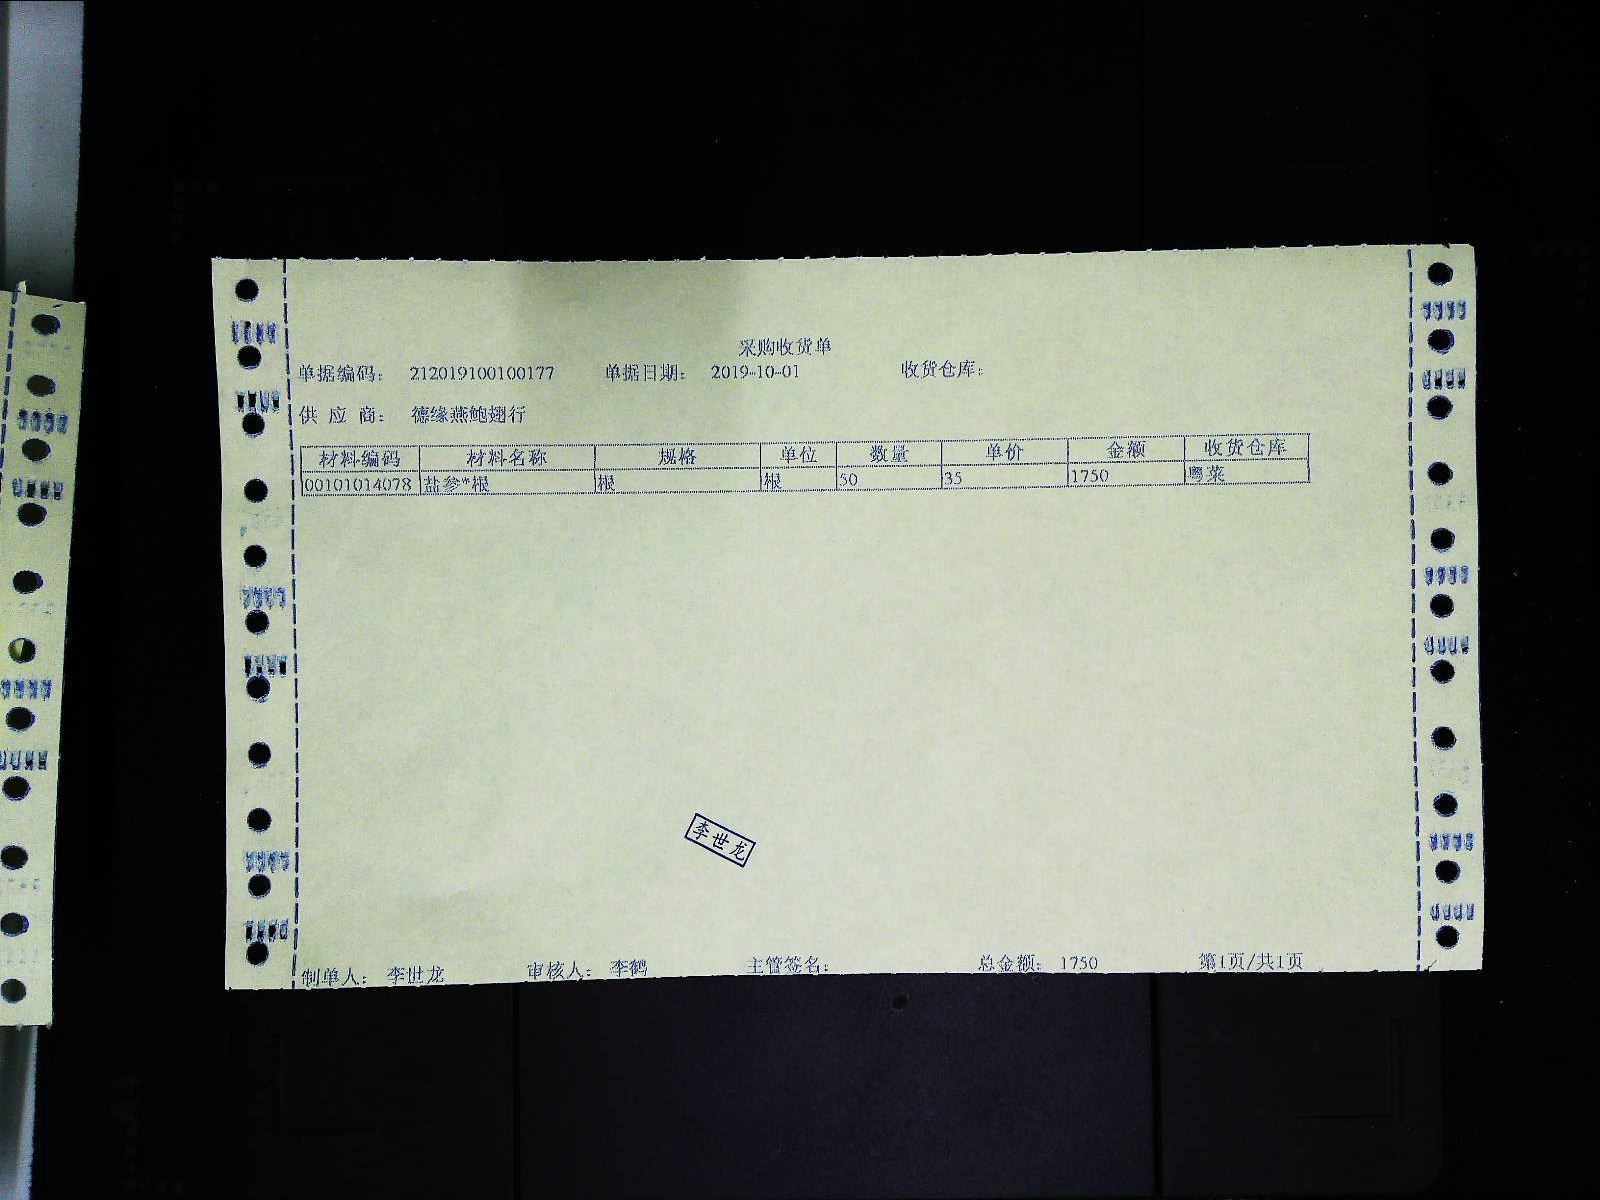 采购收货单
单据编码: 212019100100177 单据日期: 2019-10-01 收货仓库:
供应商: 德缘燕鲍翅行
材料编码 材料名称 规格 单位 数量 单价 金额 收货仓库
00101014078 盐参*根 根 根 50 35 1750 粤菜
李世龙
制单人: 李世龙 审核人: 李鹤 主管签名: 总金额: 1750 第1页/共1页